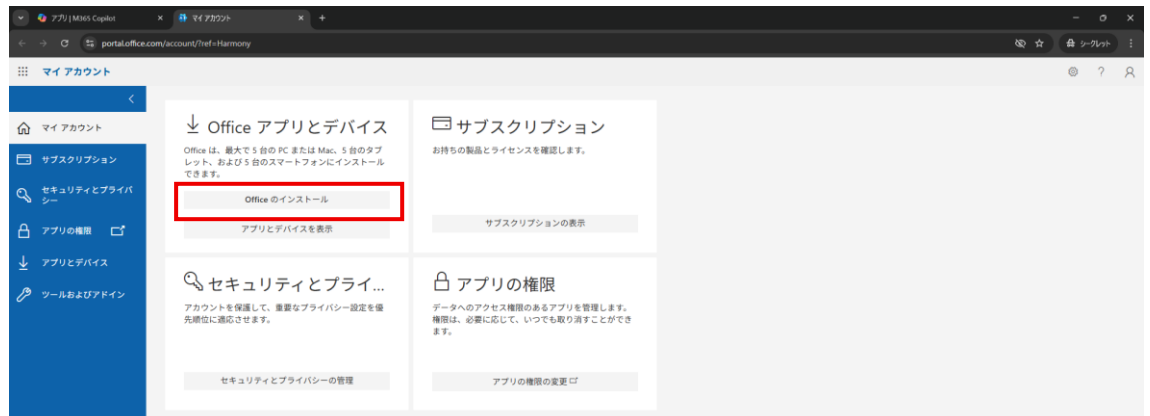 アプリ | M365 Copilot
マイ アカウント
portal.office.com/account/?ref=Harmony
シークレット
マイ アカウント
マイ アカウント
サブスクリプション
セキュリティとプライバ
シー
アプリの権限
アプリとデバイス
ツールおよびアドイン
Office アプリとデバイス
Office は、最大で 5 台の PC または Mac、5 台のタブ
レット、および 5 台のスマートフォンにインストール
できます。
Office のインストール
アプリとデバイスを表示
サブスクリプション
お持ちの製品とライセンスを確認します。
サブスクリプションの表示
セキュリティとプライ...
アカウントを保護して、重要なプライバシー設定を優
先順位に適応させます。
セキュリティとプライバシーの管理
アプリの権限
データへのアクセス権限のあるアプリを管理します。
権限は、必要に応じて、いつでも取り消すことができ
ます。
アプリの権限の変更